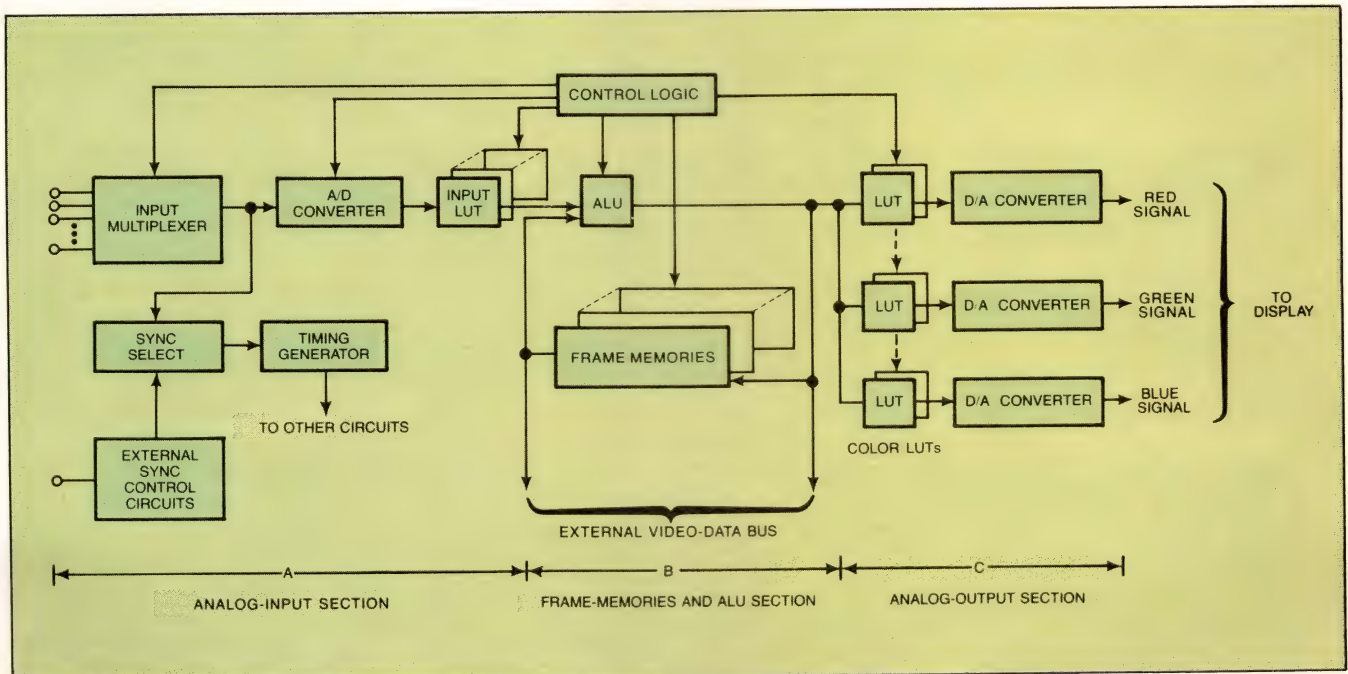 CONTROL LOGIC
INPUT
MULTIPLEXER
A/D
CONVERTER
INPUT
LUT
ALU
LUT
D/A CONVERTER
RED
SIGNAL
SYNC
SELECT
TIMING
GENERATOR
TO OTHER CIRCUITS
EXTERNAL
SYNC
CONTROL
CIRCUITS
FRAME MEMORIES
LUT
D/A CONVERTER
GREEN
SIGNAL
TO
DISPLAY
LUT
D/A CONVERTER
BLUE
SIGNAL
COLOR LUTs
EXTERNAL VIDEO-DATA BUS
A
B
C
ANALOG-INPUT SECTION
FRAME-MEMORIES AND ALU SECTION
ANALOG-OUTPUT SECTION